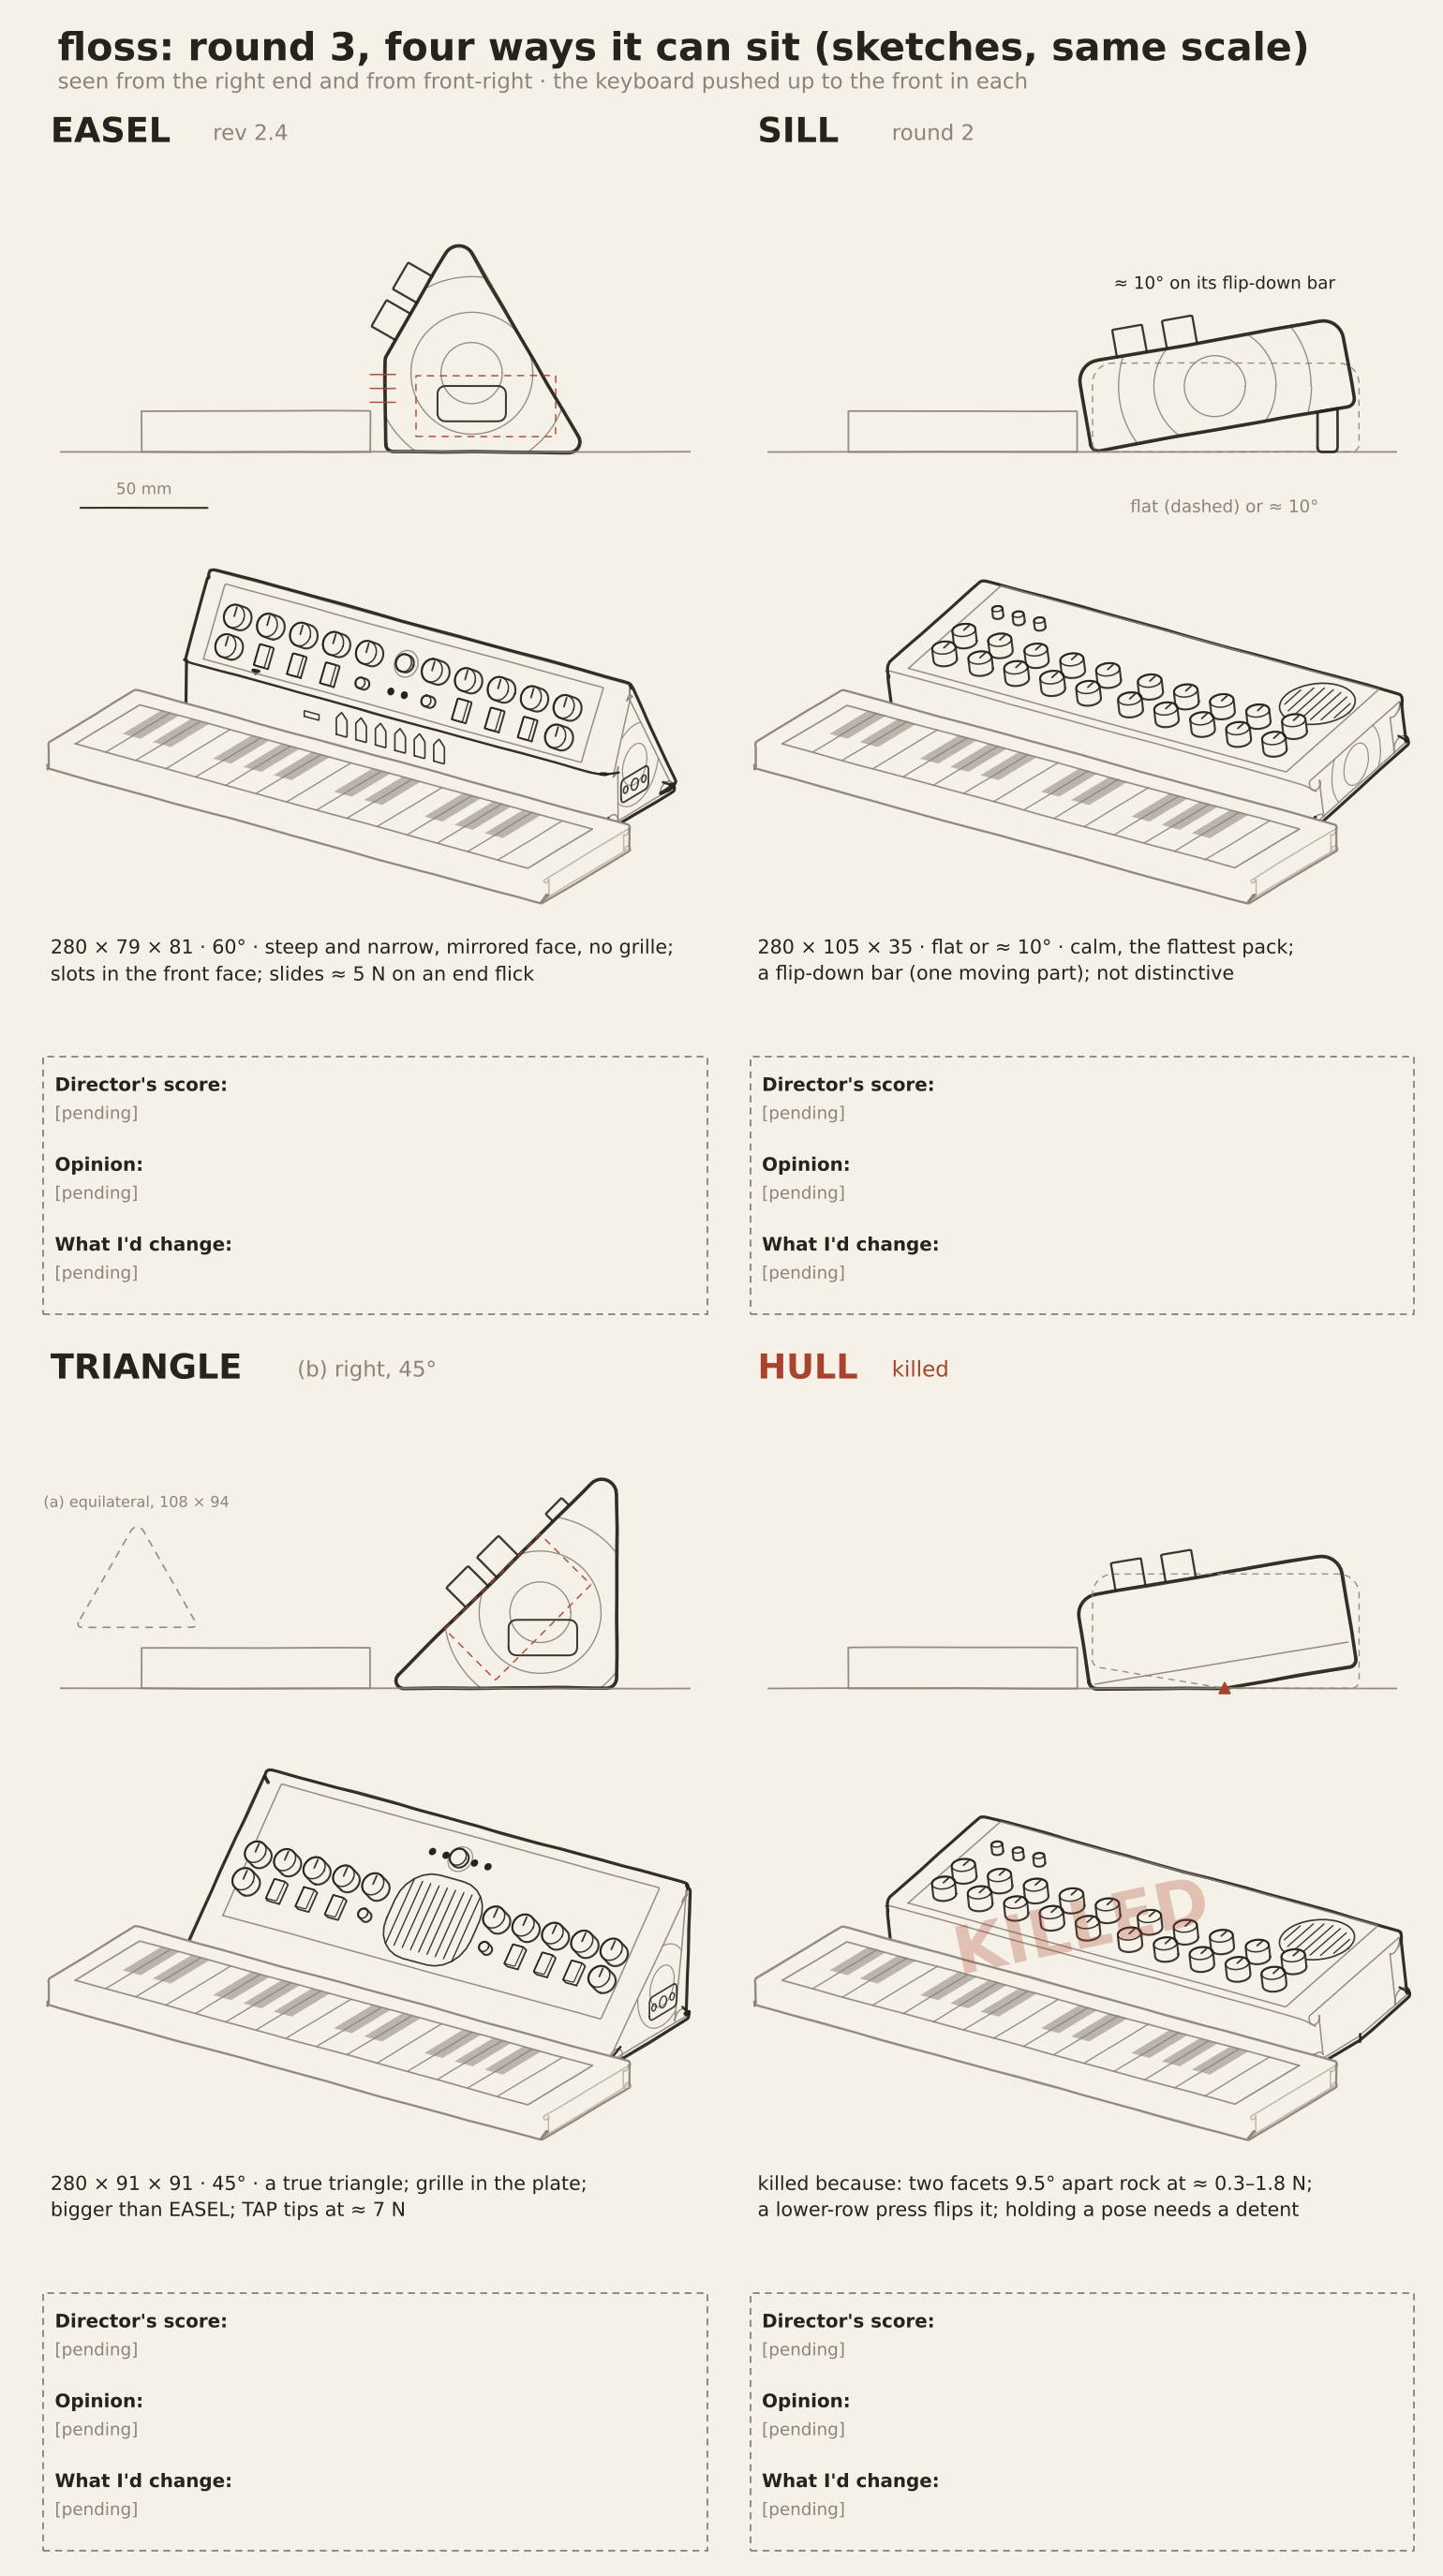 floss: round 3, four ways it can sit (sketches, same scale)
seen from the right end and from front-right · the keyboard pushed up to the front in each
EASEL rev 2.4
50 mm
280 × 79 × 81 · 60° · steep and narrow, mirrored face, no grille;
slots in the front face; slides ≈ 5 N on an end flick
Director's score:
[pending]
Opinion:
[pending]
What I'd change:
[pending]
SILL round 2
≈ 10° on its flip-down bar
flat (dashed) or ≈ 10°
280 × 105 × 35 · flat or ≈ 10° · calm, the flattest pack;
a flip-down bar (one moving part); not distinctive
Director's score:
[pending]
Opinion:
[pending]
What I'd change:
[pending]
TRIANGLE (b) right, 45°
(a) equilateral, 108 × 94
280 × 91 × 91 · 45° · a true triangle; grille in the plate;
bigger than EASEL; TAP tips at ≈ 7 N
Director's score:
[pending]
Opinion:
[pending]
What I'd change:
[pending]
HULL killed
KILLED
killed because: two facets 9.5° apart rock at ≈ 0.3–1.8 N;
a lower-row press flips it; holding a pose needs a detent
Director's score:
[pending]
Opinion:
[pending]
What I'd change:
[pending]